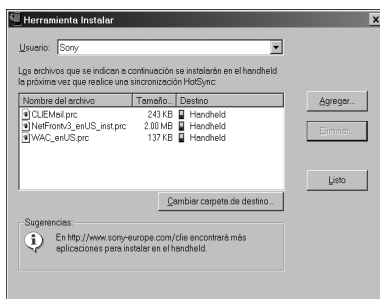 Herramienta Instalar
Usuario: Sony
Los archivos que se indican a continuación se instalarán en el handheld
la próxima vez que realice una sincronización HotSync:
Nombre del archivo Tamaño... Destino
CLIEMail.prc 243 KB Handheld
NetFrontv3_enUS_inst.prc 2.00 MB Handheld
WAC_enUS.prc 137 KB Handheld
Agregar...
Eliminar...
Listo
Cambiar carpeta de destino...
Sugerencias:
En http://www.sony-europe.com/clie encontrará más
aplicaciones para instalar en el handheld.